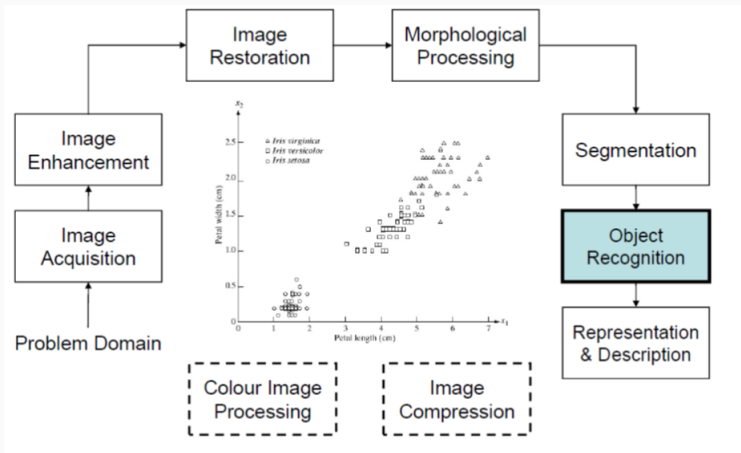 Image
Restoration
Morphological
Processing
Image
Enhancement
Segmentation
Image
Acquisition
Object
Recognition
Problem Domain
Representation
& Description
x₂
2.5
2.0
1.5
1.0
0.5
0
Petal width (cm)
Iris virginica
Iris versicolor
Iris setosa
0 1 2 3 4 5 6 7
x₁
Petal length (cm)
Colour Image
Processing
Image
Compression